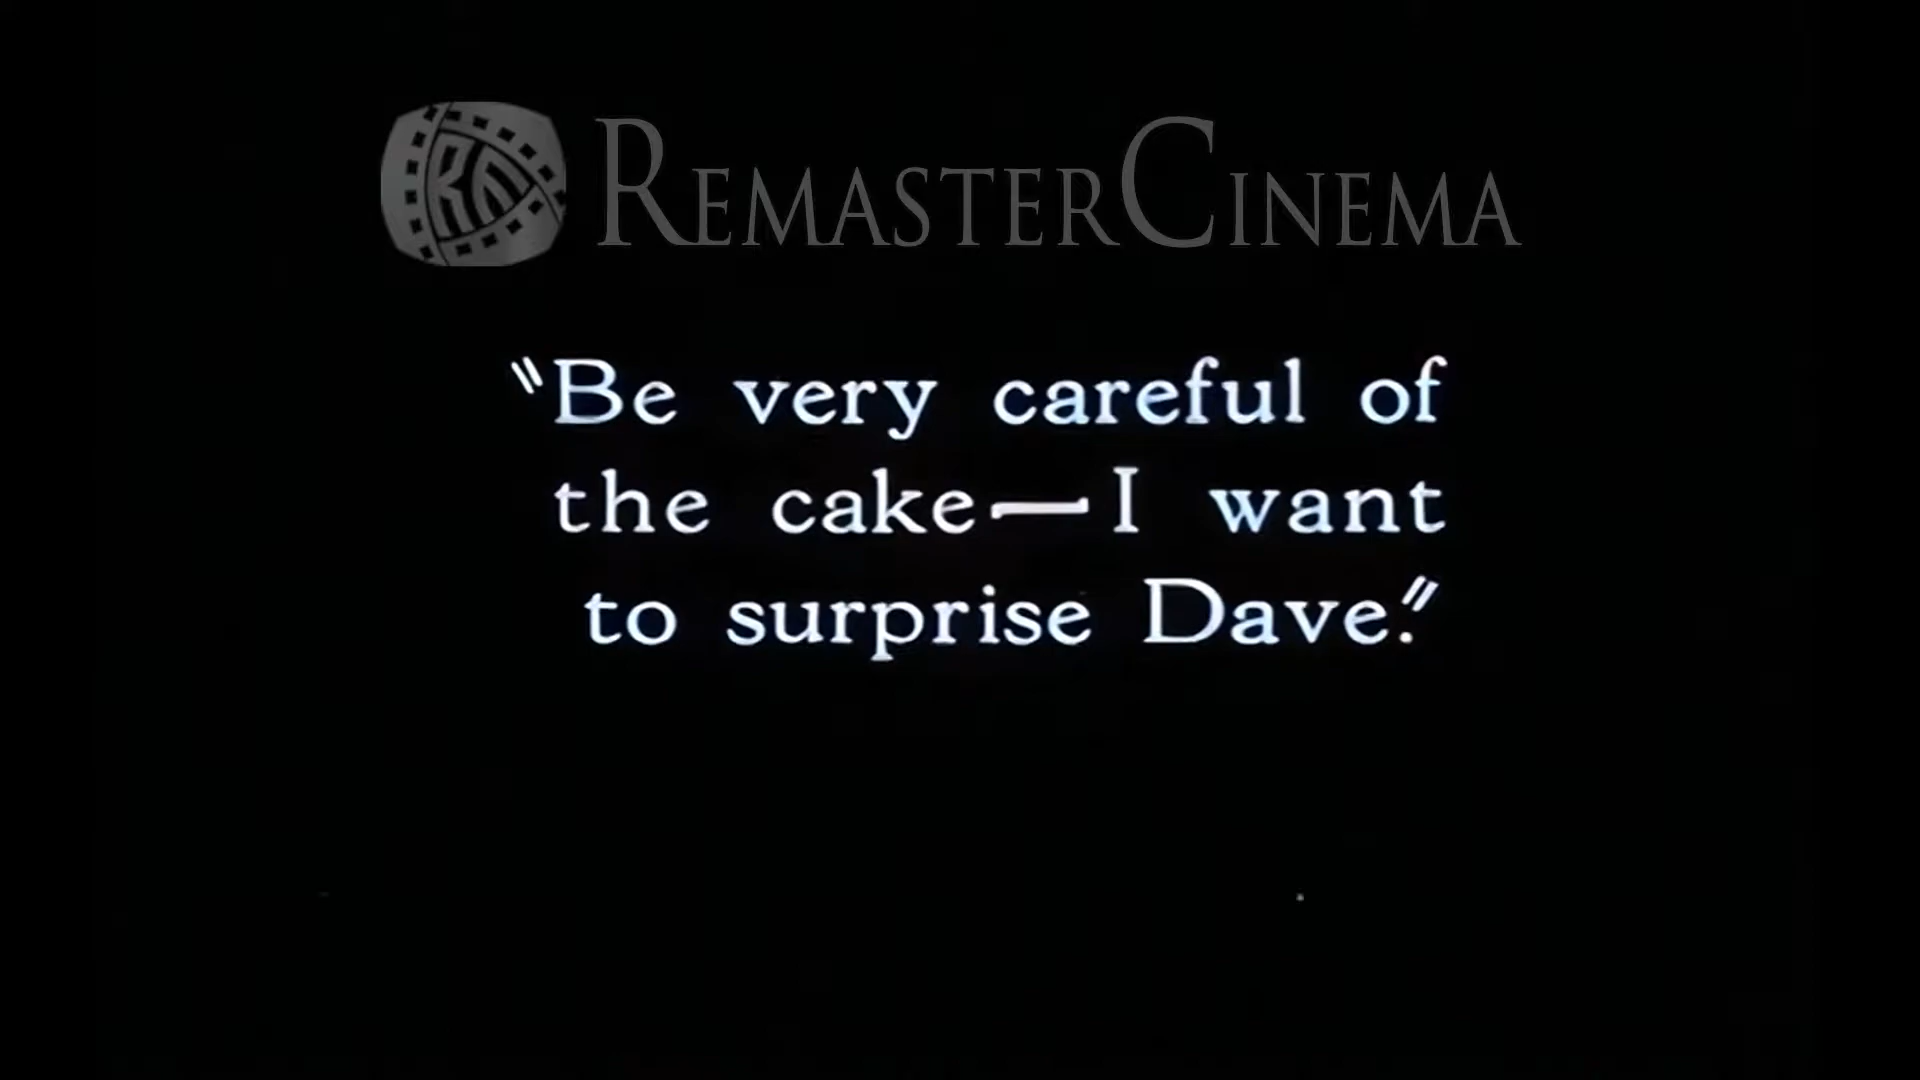 RemasterCinema
"Be very careful of
the cake—I want
to surprise Dave."